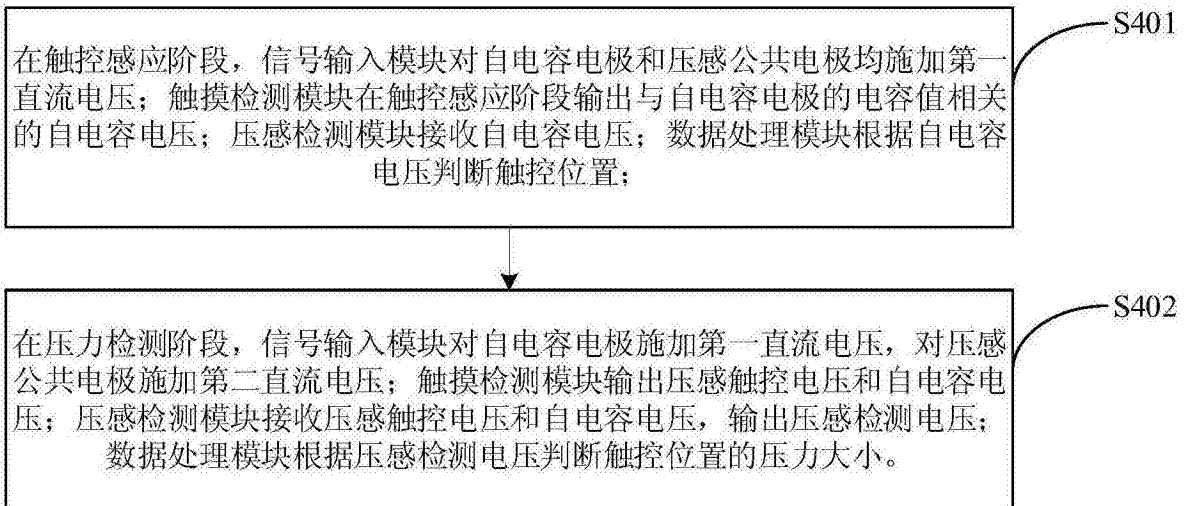 S401
在触控感应阶段，信号输入模块对自电容电极和压感公共电极均施加第一
直流电压；触摸检测模块在触控感应阶段输出与自电容电极的电容值相关
的自电容电压；压感检测模块接收自电容电压；数据处理模块根据自电容
电压判断触控位置；
S402
在压力检测阶段，信号输入模块对自电容电极施加第一直流电压，对压感
公共电极施加第二直流电压；触摸检测模块输出压感触控电压和自电容电
压；压感检测模块接收压感触控电压和自电容电压，输出压感检测电压；
数据处理模块根据压感检测电压判断触控位置的压力大小。